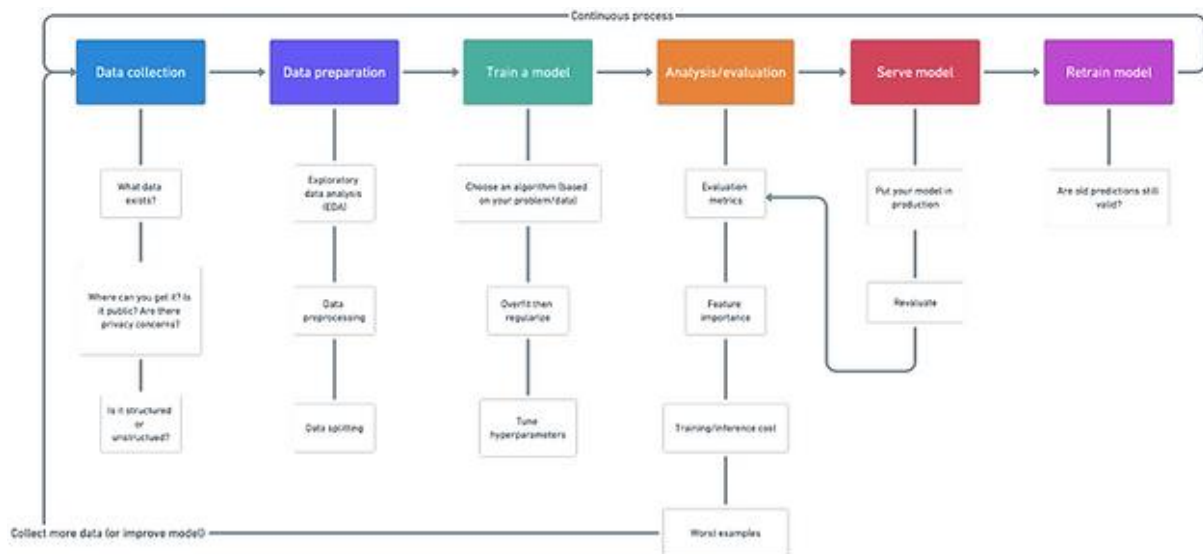 Continuous process
Data collection
Data preparation
Train a model
Analysis/evaluation
Serve model
Retrain model
What data
exists?
Where can you get it? Is
it public? Are there
privacy concerns?
Is it structured
or
unstructued?
Exploratory
data analysis
(EDA)
Data
preprocessing
Data splitting
Choose an algorithm (based
on your problem/data)
Overfit then
regularize
Tune
hyperparameters
Evaluation
metrics
Feature
importance
Training/inference cost
Worst examples
Put your model in
production
Revaluate
Are old predictions still
valid?
Collect more data (or improve model)